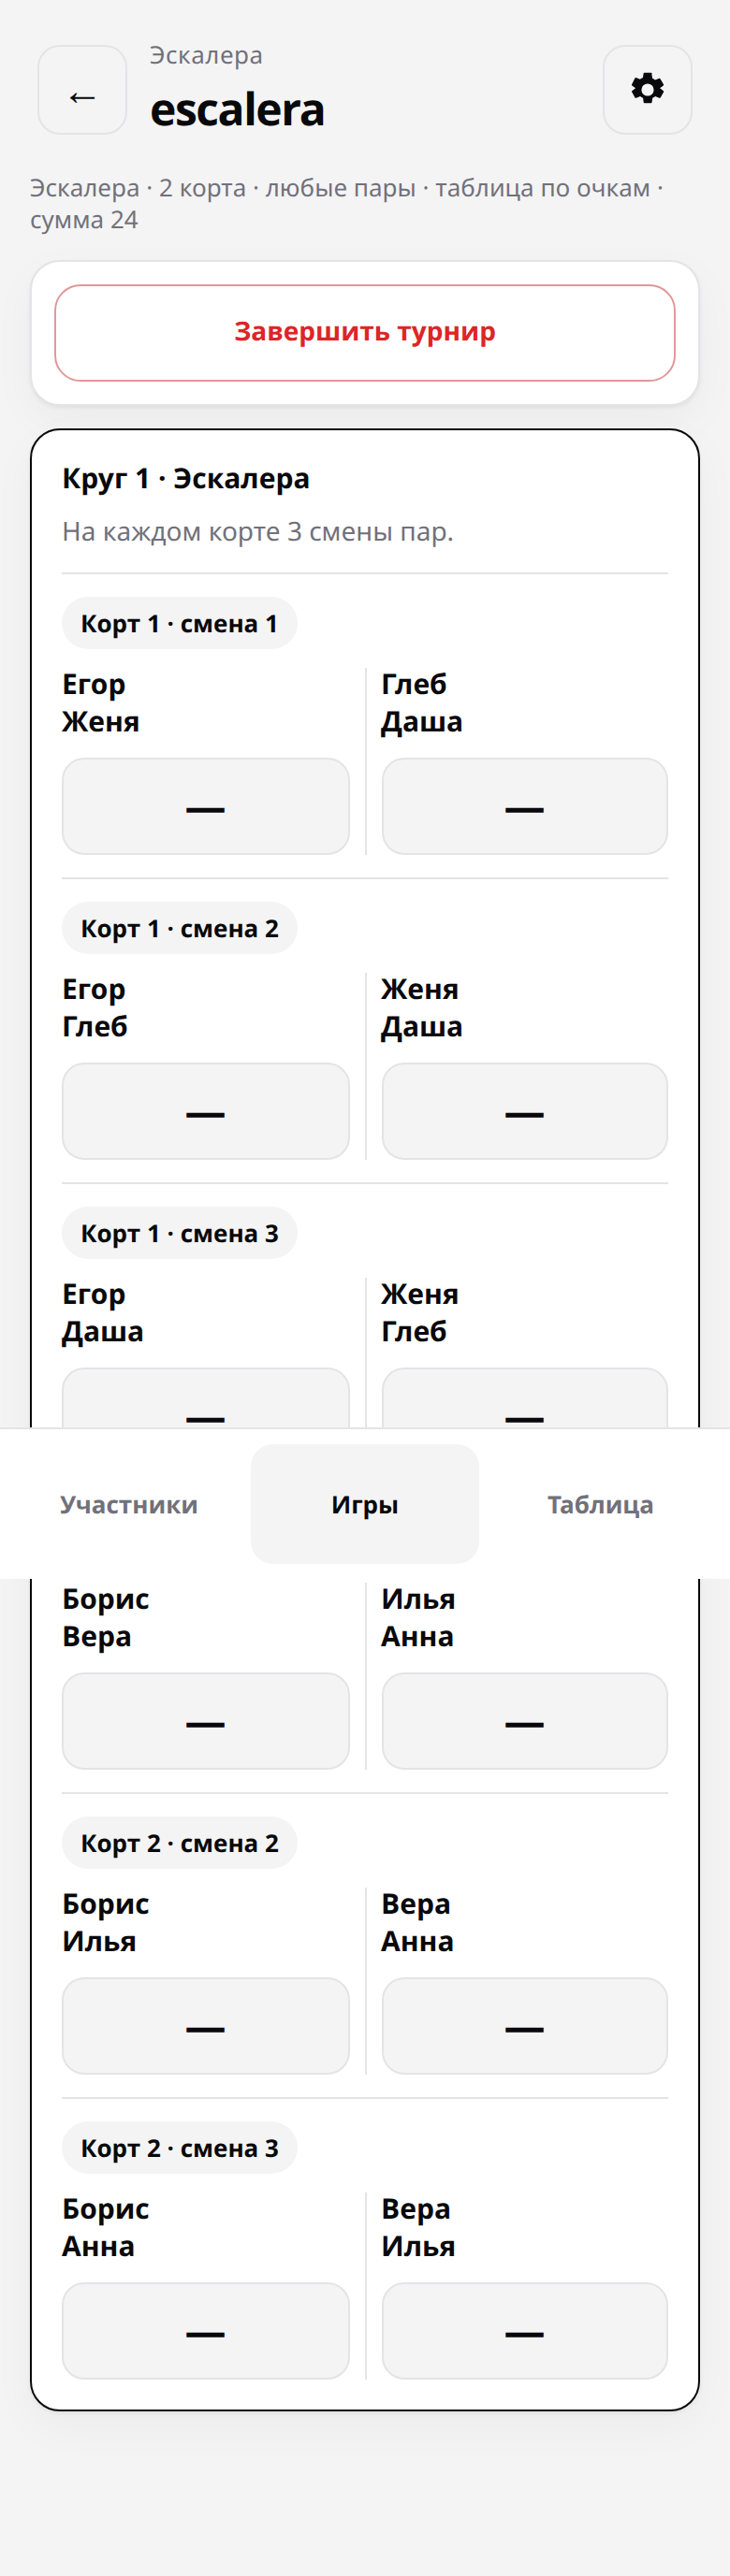 ←
Эскалера
escalera
Эскалера · 2 корта · любые пары · таблица по очкам ·
сумма 24
Завершить турнир
Круг 1 · Эскалера
На каждом корте 3 смены пар.
Корт 1 · смена 1
Егор
Женя
Глеб
Даша
—
—
Корт 1 · смена 2
Егор
Глеб
Женя
Даша
—
—
Корт 1 · смена 3
Егор
Даша
Женя
Глеб
—
—
Участники
Игры
Таблица
Борис
Вера
Илья
Анна
—
—
Корт 2 · смена 2
Борис
Илья
Вера
Анна
—
—
Корт 2 · смена 3
Борис
Анна
Вера
Илья
—
—